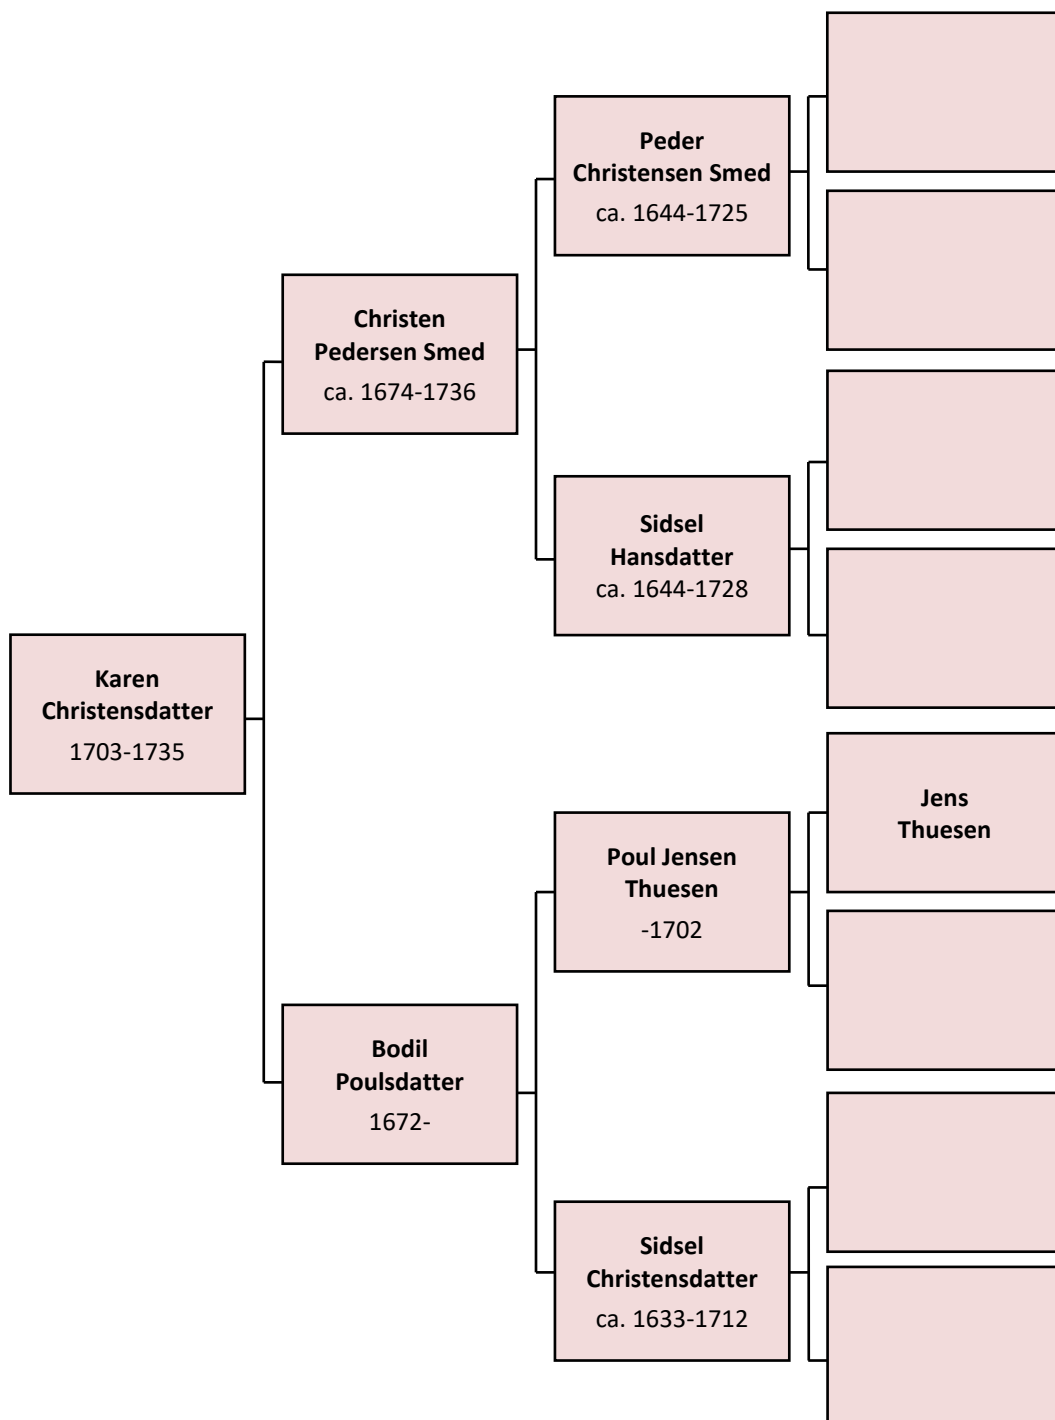 Peder
Christensen Smed
ca. 1644-1725
Christen
Pedersen Smed
ca. 1674-1736
Sidsel
Hansdatter
ca. 1644-1728
Karen
Christensdatter
1703-1735
Jens
Thuesen
Poul Jensen
Thuesen
-1702
Bodil
Poulsdatter
1672-
Sidsel
Christensdatter
ca. 1633-1712